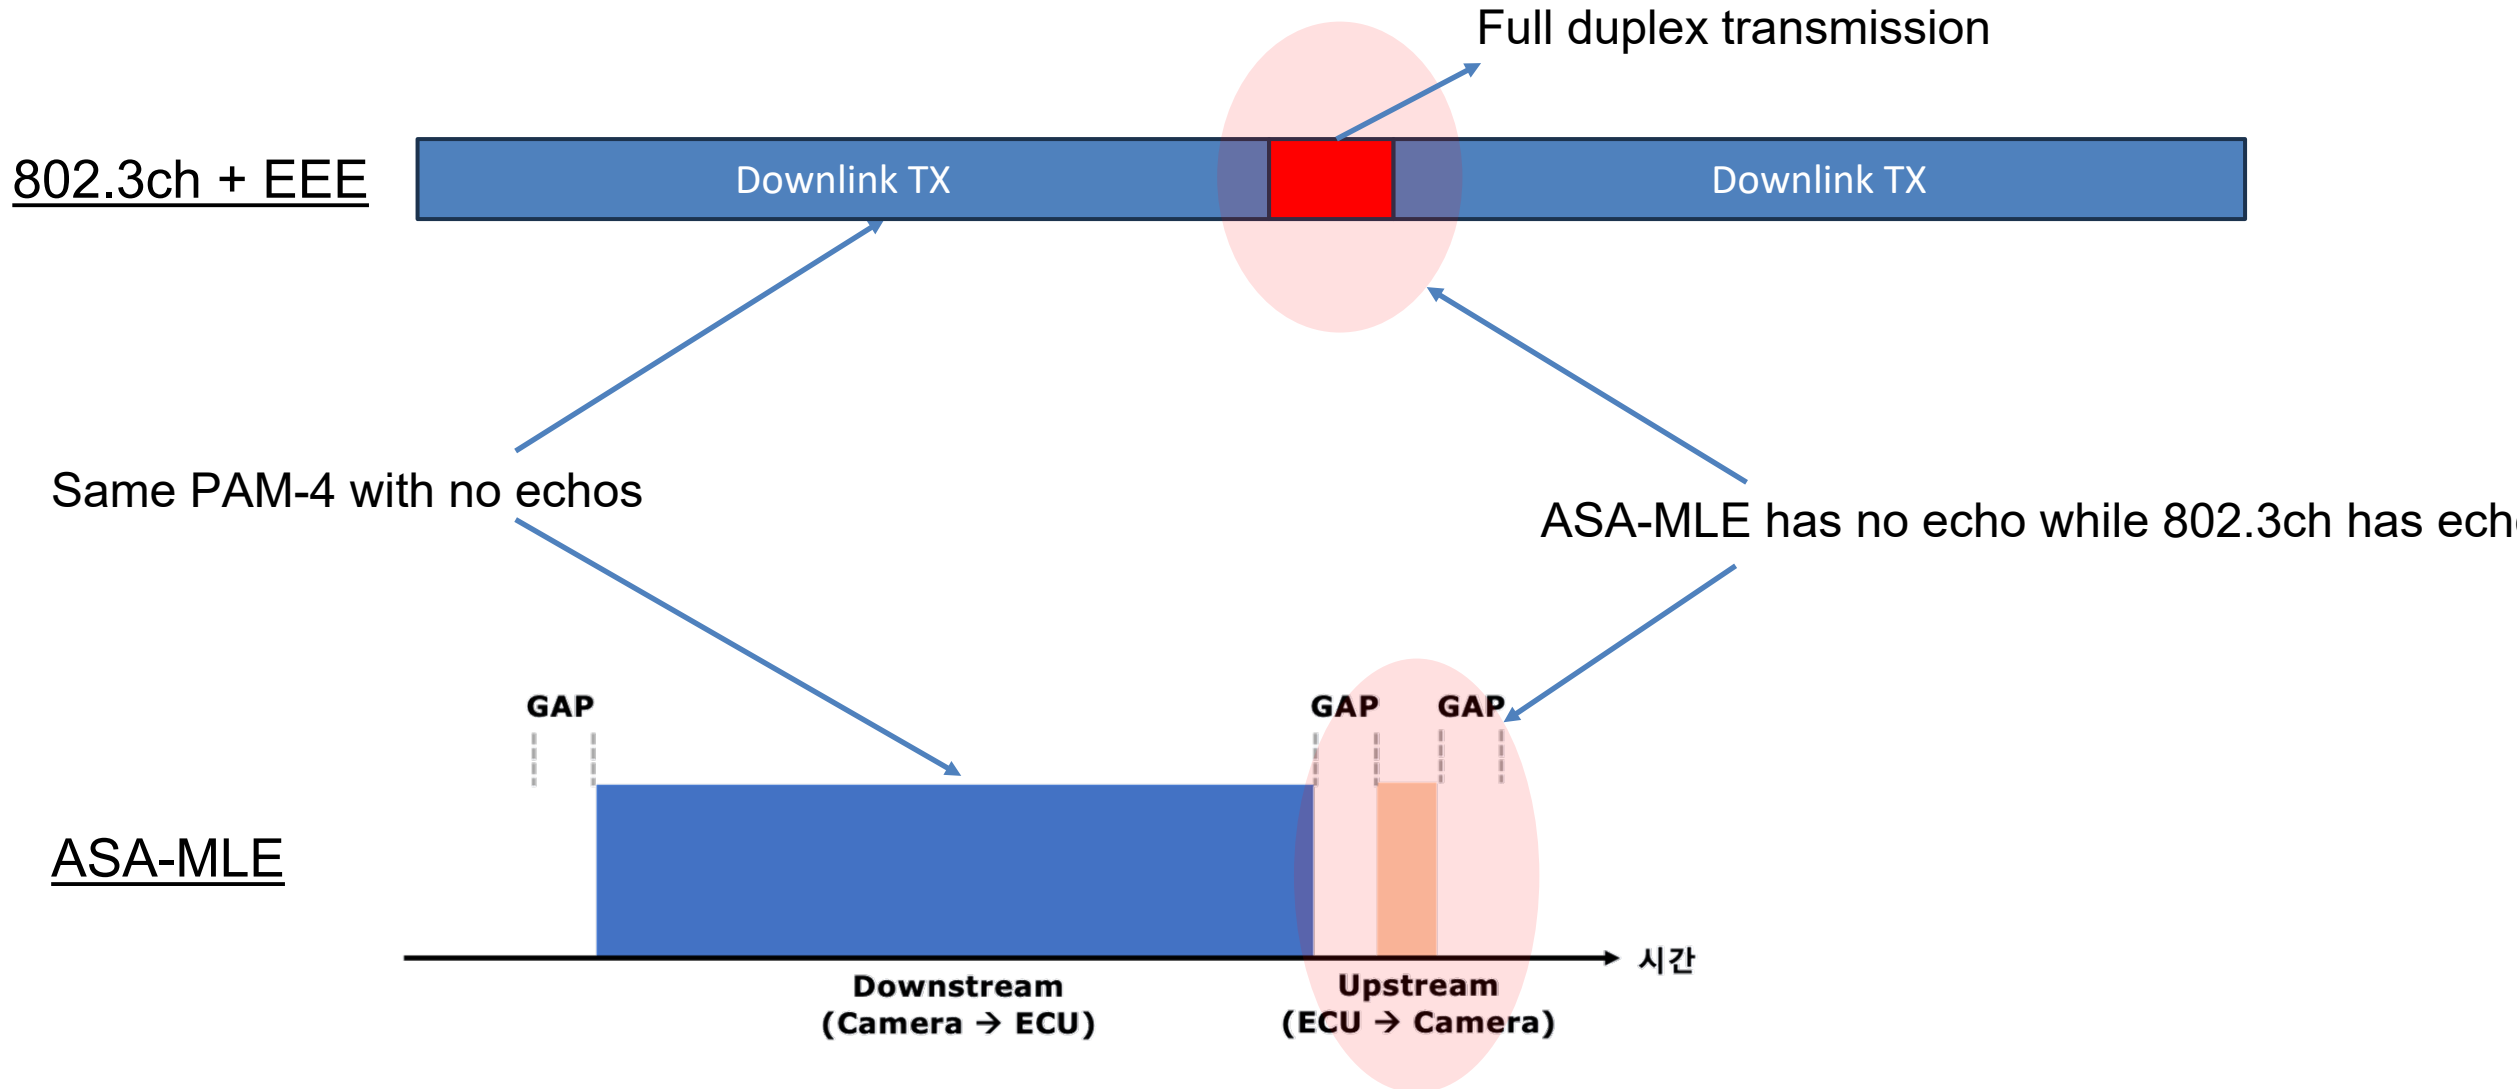 Full duplex transmission
802.3ch + EEE
Downlink TX
Downlink TX
Same PAM-4 with no echos
ASA-MLE has no echo while 802.3ch has
GAP
GAP
GAP
ASA-MLE
시간
Downstream
(Camera → ECU)
Upstream
(ECU → Camera)